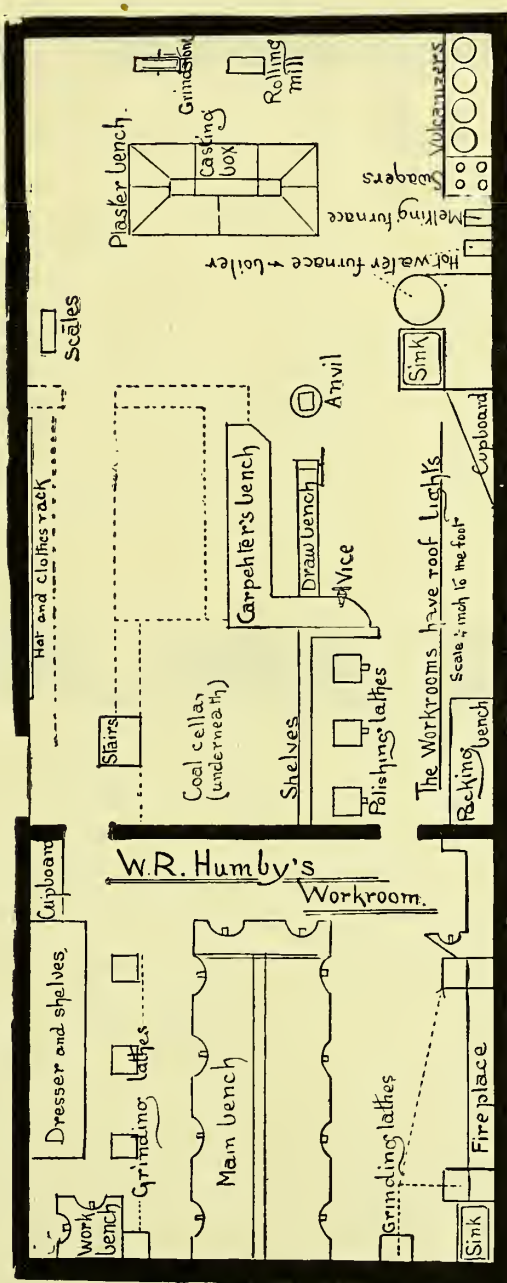 Grindstone
Rolling
mill
Plaster bench.
Casting
box
Vulcanizers
Swagers
Melting furnace
Hot water furnace + boiler
Scales
Sink
Anvil
Cupboard
Hat and Clothes rack
Carpenter's bench
Draw bench
Vice
The Workrooms have roof Lights
Scale inch to the foot
Stairs
Coal cellar
(underneath)
Shelves
Polishing lathes
Packing
bench
Cupboard
W.R. Humby's
Workroom.
Dresser and shelves,
Grinding lathes
Main bench
Grinding lathes
Fireplace
Work
bench
Sink